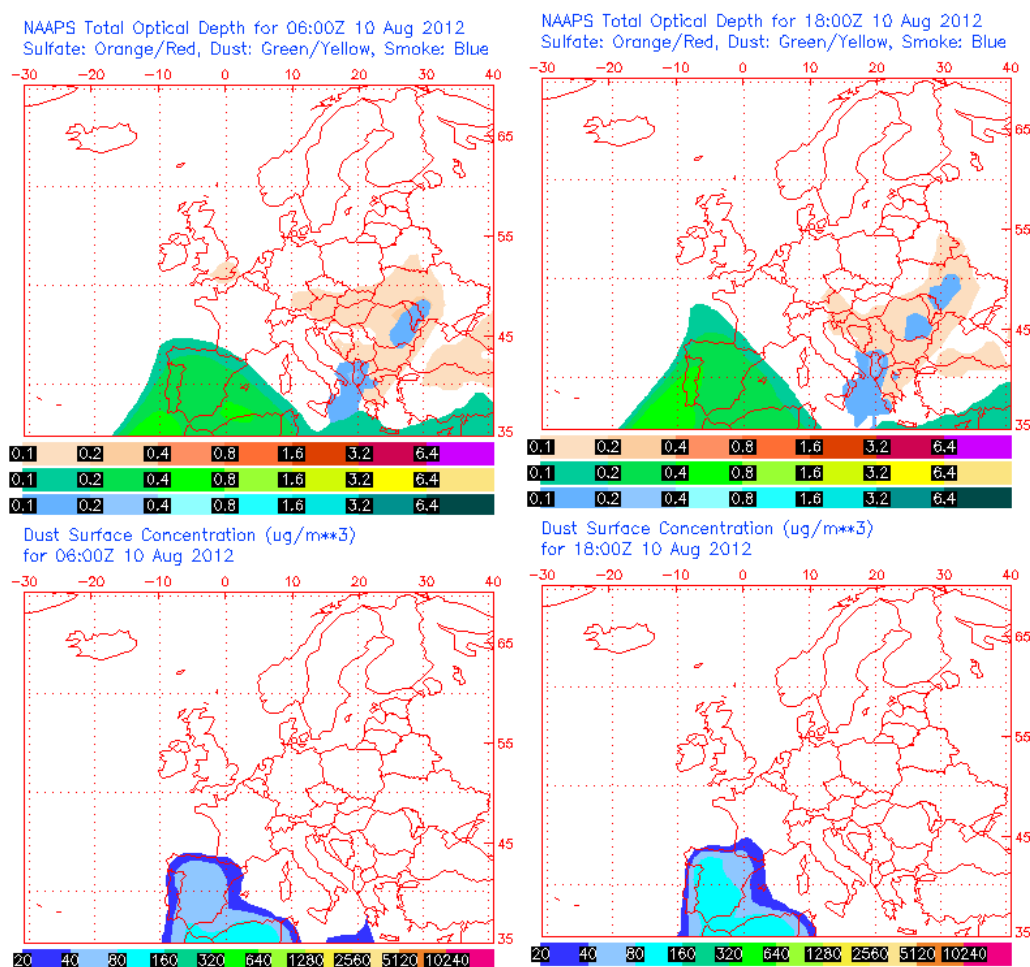 NAAPS Total Optical Depth for 06:00Z 10 Aug 2012
Sulfate: Orange/Red, Dust: Green/Yellow, Smoke: Blue
-30 -20 -10 0 10 20 30 40
65
55
45
35
0.1 0.2 0.4 0.8 1.6 3.2 6.4
0.1 0.2 0.4 0.8 1.6 3.2 6.4
0.1 0.2 0.4 0.8 1.6 3.2 6.4
NAAPS Total Optical Depth for 18:00Z 10 Aug 2012
Sulfate: Orange/Red, Dust: Green/Yellow, Smoke: Blue
-30 -20 -10 0 10 20 30 40
65
55
45
35
0.1 0.2 0.4 0.8 1.6 3.2 6.4
0.1 0.2 0.4 0.8 1.6 3.2 6.4
0.1 0.2 0.4 0.8 1.6 3.2 6.4
Dust Surface Concentration (ug/m**3)
for 06:00Z 10 Aug 2012
-30 -20 -10 0 10 20 30 40
65
55
45
35
20 40 80 160 320 640 1280 2560 5120 10240
Dust Surface Concentration (ug/m**3)
for 18:00Z 10 Aug 2012
-30 -20 -10 0 10 20 30 40
65
55
45
35
20 40 80 160 320 640 1280 2560 5120 10240